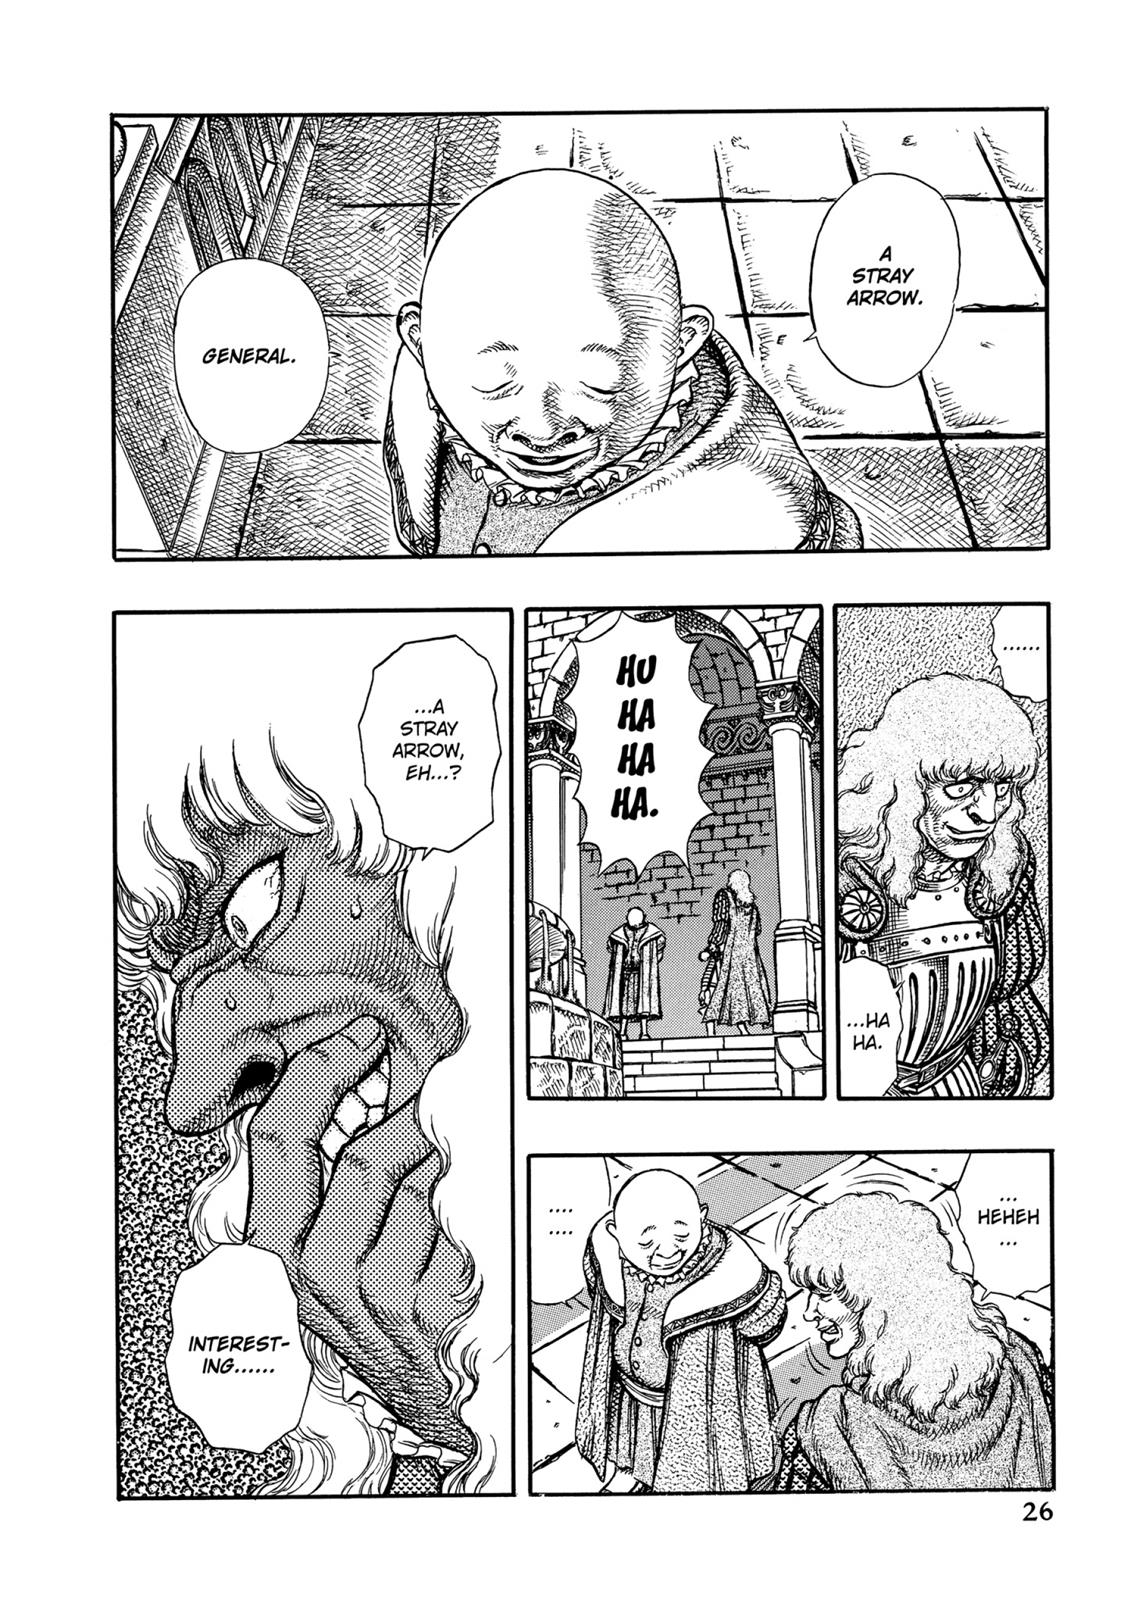 A
STRAY
ARROW.
GENERAL.
......
...HA
HA.
HU
HA
HA
HA.
...
HEHEH
...
....
....
...A
STRAY
ARROW,
EH...?
INTEREST-
ING......
26